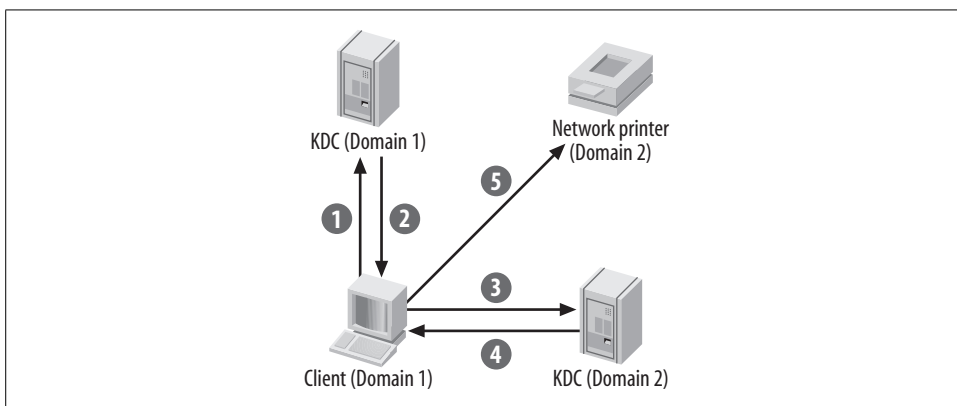 KDC (Domain 1)
Network printer
(Domain 2)
5
1
2
3
4
Client (Domain 1)
KDC (Domain 2)